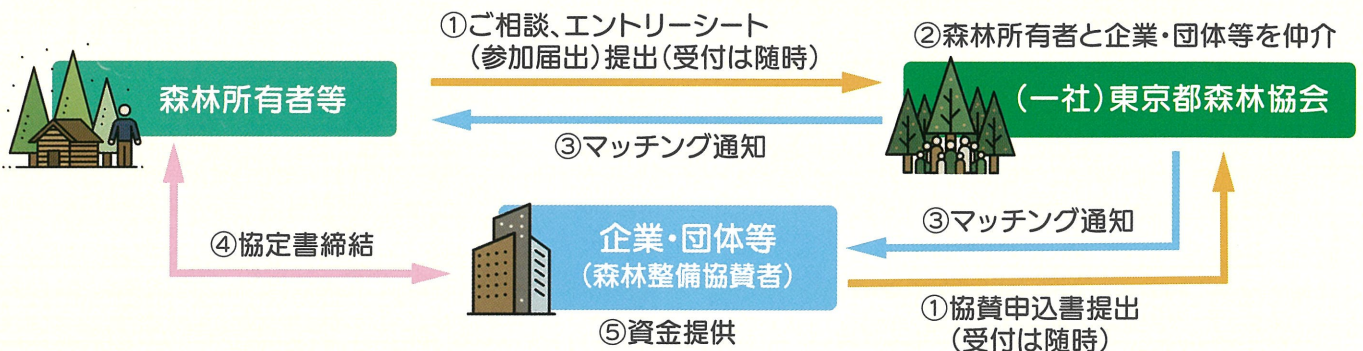 ①ご相談、エントリーシート
(参加届出)提出(受付は随時)
②森林所有者と企業・団体等を仲介
森林所有者等
(一社)東京都森林協会
③マッチング通知
③マッチング通知
④協定書締結
企業・団体等
(森林整備協賛者)
⑤資金提供
①協賛申込書提出
(受付は随時)